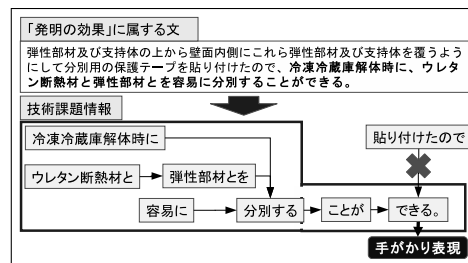 「発明の効果」に属する文
弾性部材及び支持体の上から壁面内側にこれら弾性部材及び支持体を覆うよう
にして分別用の保護テープを貼り付けたので、冷凍冷蔵庫解体時に、ウレタ
ン断熱材と弾性部材とを容易に分別することができる。
技術課題情報
冷凍冷蔵庫解体時に
貼り付けたので
ウレタン断熱材と
弾性部材とを
容易に
分別する
ことが
できる。
手がかり表現